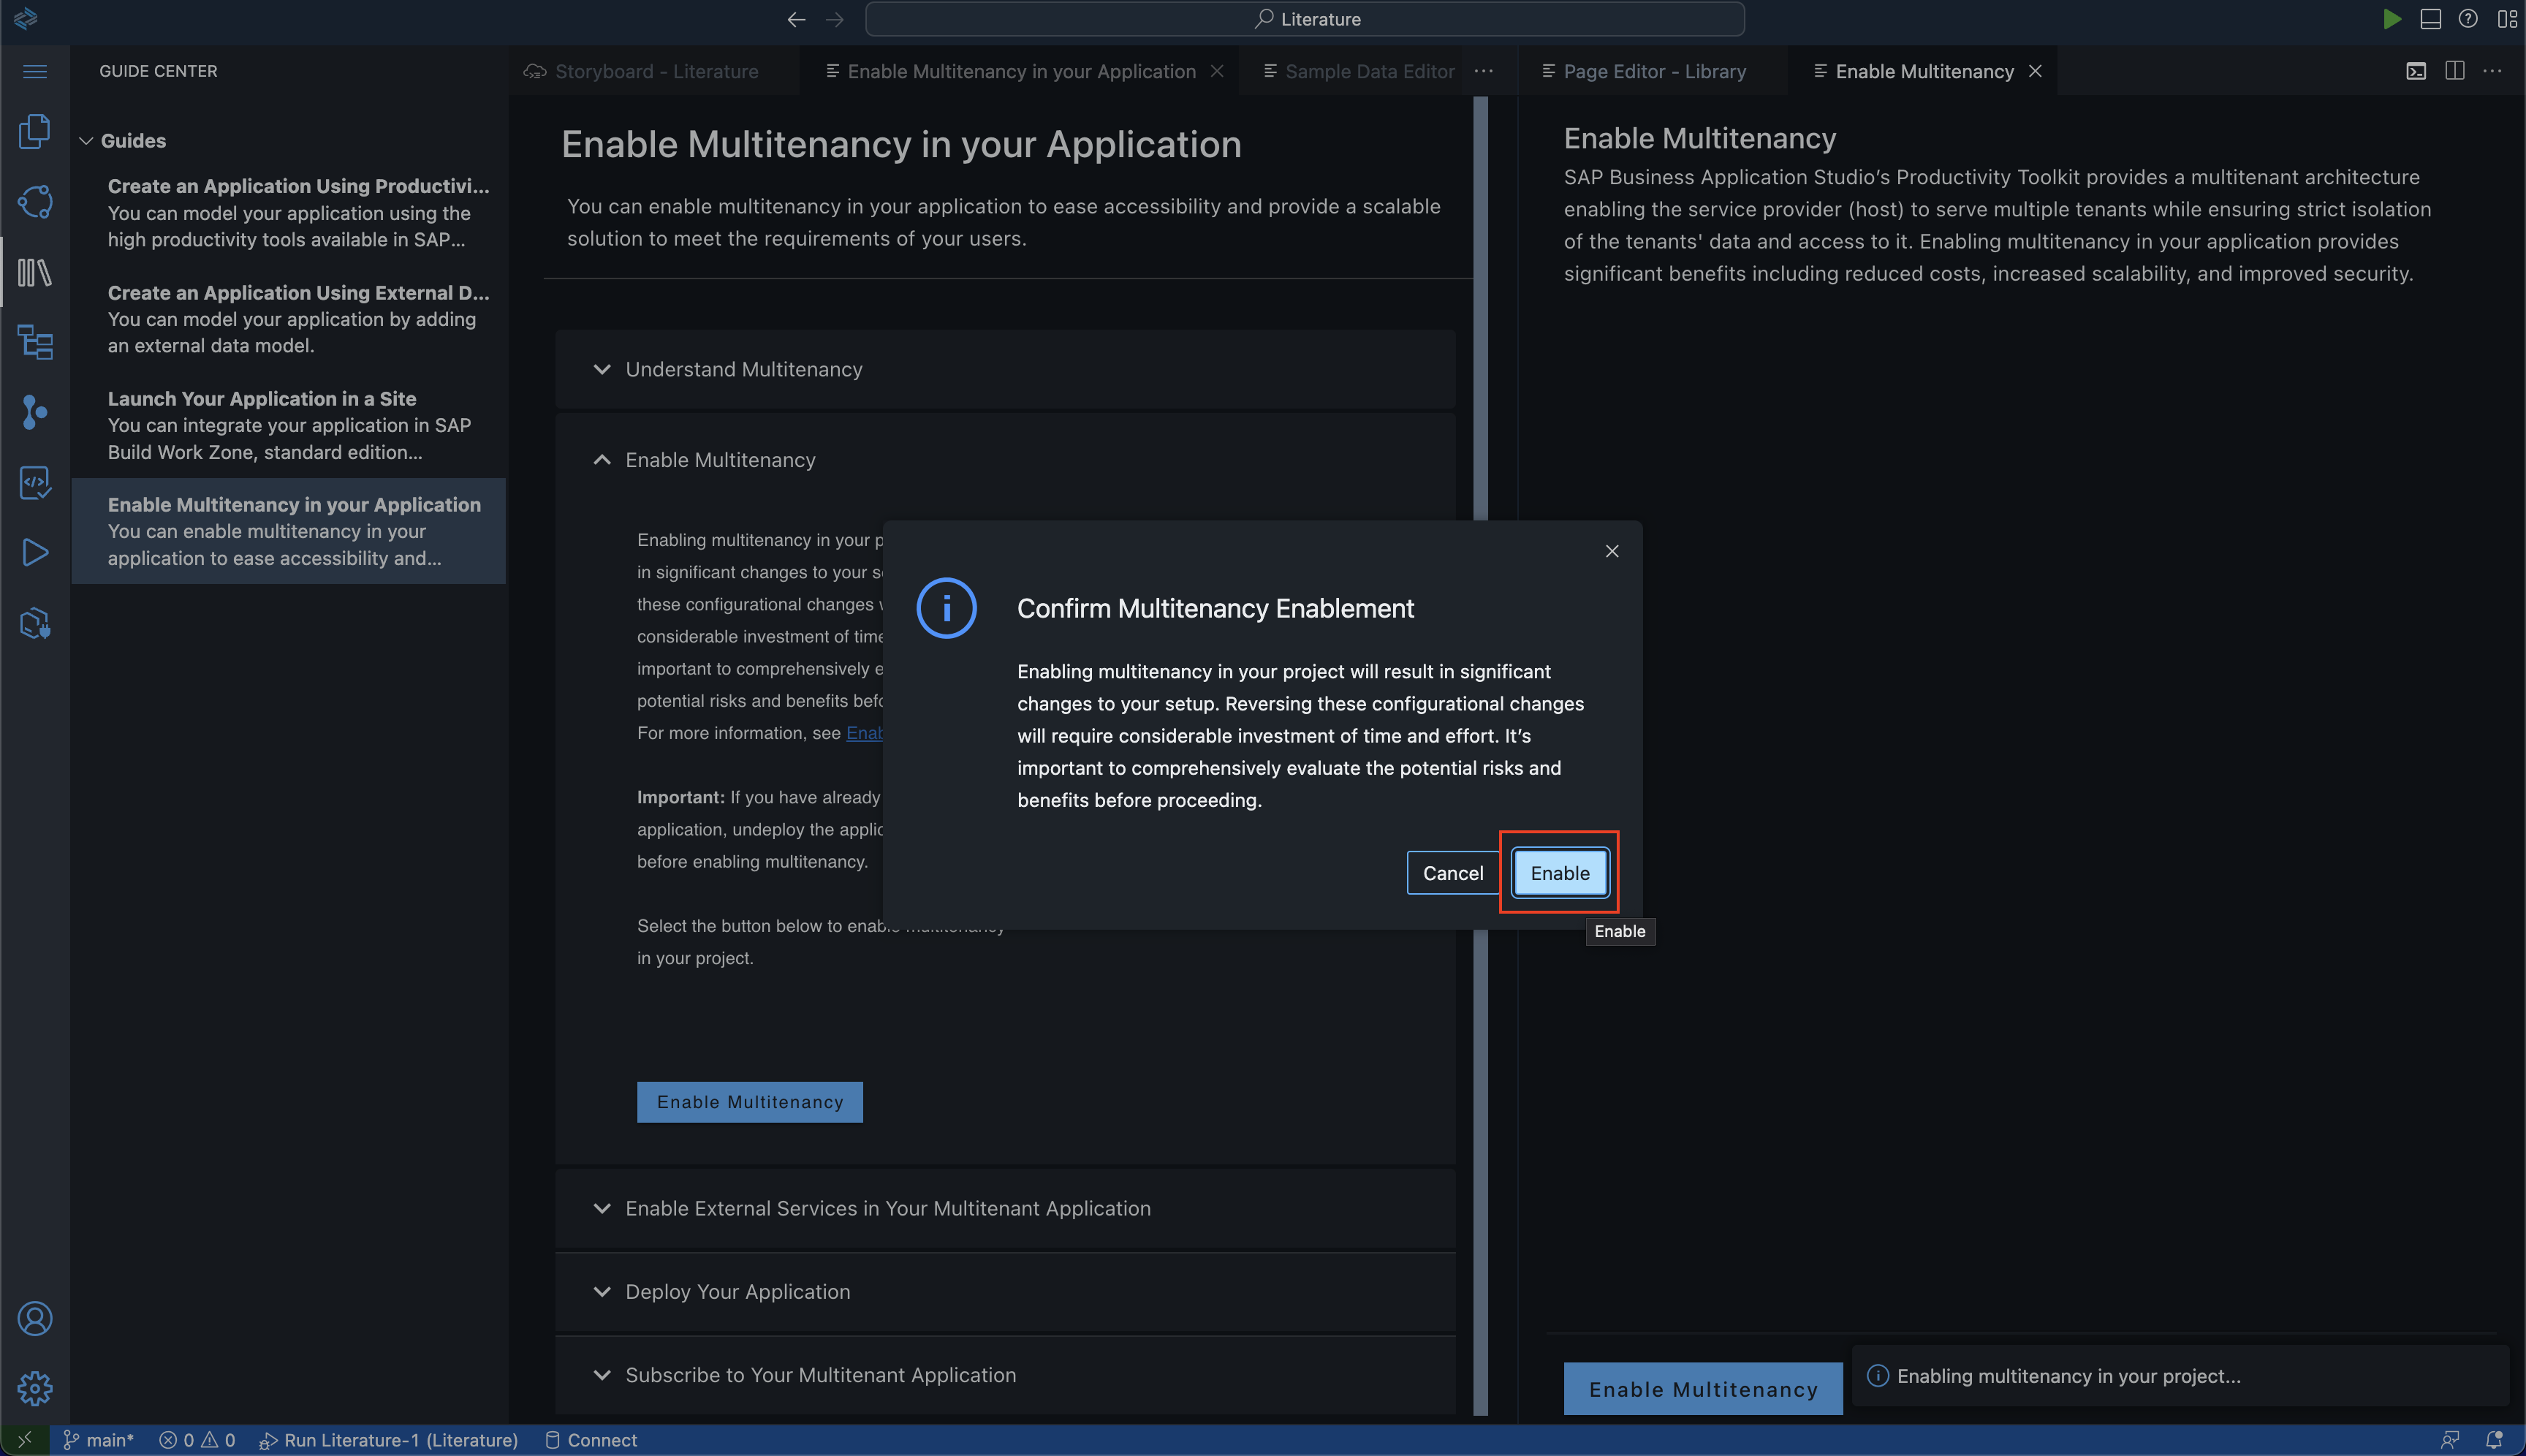 Literature
GUIDE CENTER
Guides
Create an Application Using Productivi...
You can model your application using the
high productivity tools available in SAP...
Create an Application Using External D...
You can model your application by adding
an external data model.
Launch Your Application in a Site
You can integrate your application in SAP
Build Work Zone, standard edition...
Enable Multitenancy in your Application
You can enable multitenancy in your
application to ease accessibility and...
Storyboard - Literature
Enable Multitenancy in your Application
Sample Data Editor
Enable Multitenancy in your Application
You can enable multitenancy in your application to ease accessibility and provide a scalable
solution to meet the requirements of your users.
Understand Multitenancy
Enable Multitenancy
Enabling multitenancy in your p
in significant changes to your s
these configurational changes
considerable investment of time
important to comprehensively e
potential risks and benefits befo
For more information, see Enab
Important: If you have already
application, undeploy the applic
before enabling multitenancy.
Select the button below to enable multitenancy
in your project.
Enable Multitenancy
Enable External Services in Your Multitenant Application
Deploy Your Application
Subscribe to Your Multitenant Application
Page Editor - Library
Enable Multitenancy
Enable Multitenancy
SAP Business Application Studio’s Productivity Toolkit provides a multitenant architecture
enabling the service provider (host) to serve multiple tenants while ensuring strict isolation
of the tenants' data and access to it. Enabling multitenancy in your application provides
significant benefits including reduced costs, increased scalability, and improved security.
Confirm Multitenancy Enablement
Enabling multitenancy in your project will result in significant
changes to your setup. Reversing these configurational changes
will require considerable investment of time and effort. It’s
important to comprehensively evaluate the potential risks and
benefits before proceeding.
Cancel
Enable
Enable
Enable Multitenancy
Enabling multitenancy in your project...
main* 0 0 Run Literature-1 (Literature) Connect